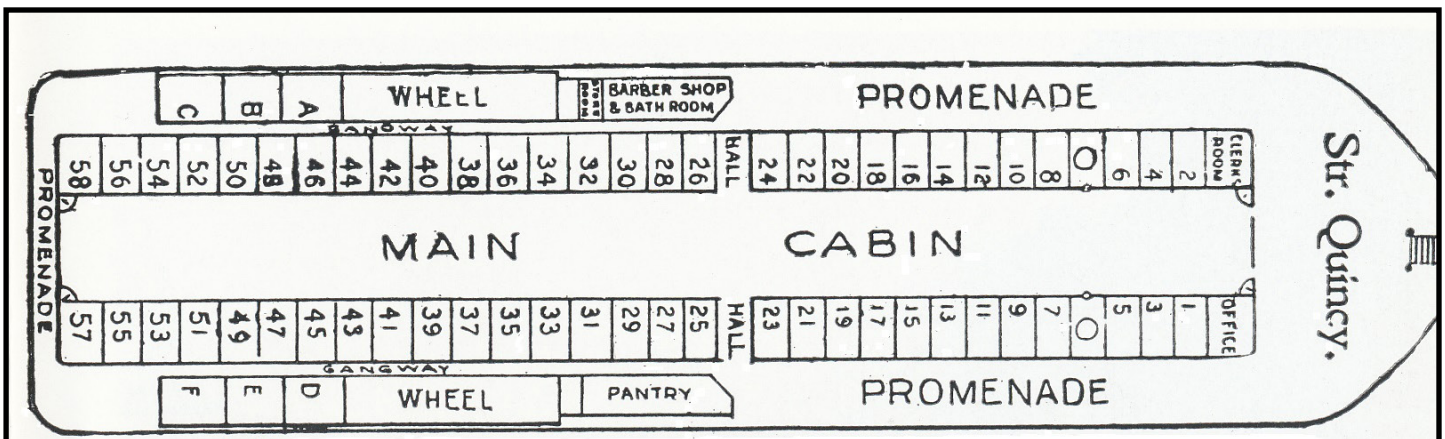 C B A WHEEL STORE ROOM BARBER SHOP & BATH ROOM PROMENADE
GANGWAY
58 56 54 52 50 48 46 44 42 40 38 36 34 32 30 28 26 HALL 24 22 20 18 16 14 12 10 8 6 4 2 CLERKS ROOM
PROMENADE
MAIN CABIN
Str. Quincy.
57 55 53 51 49 47 45 43 41 39 37 35 33 31 29 27 25 HALL 23 21 19 17 15 13 11 9 7 5 3 1 OFFICE
GANGWAY
F E D WHEEL PANTRY PROMENADE